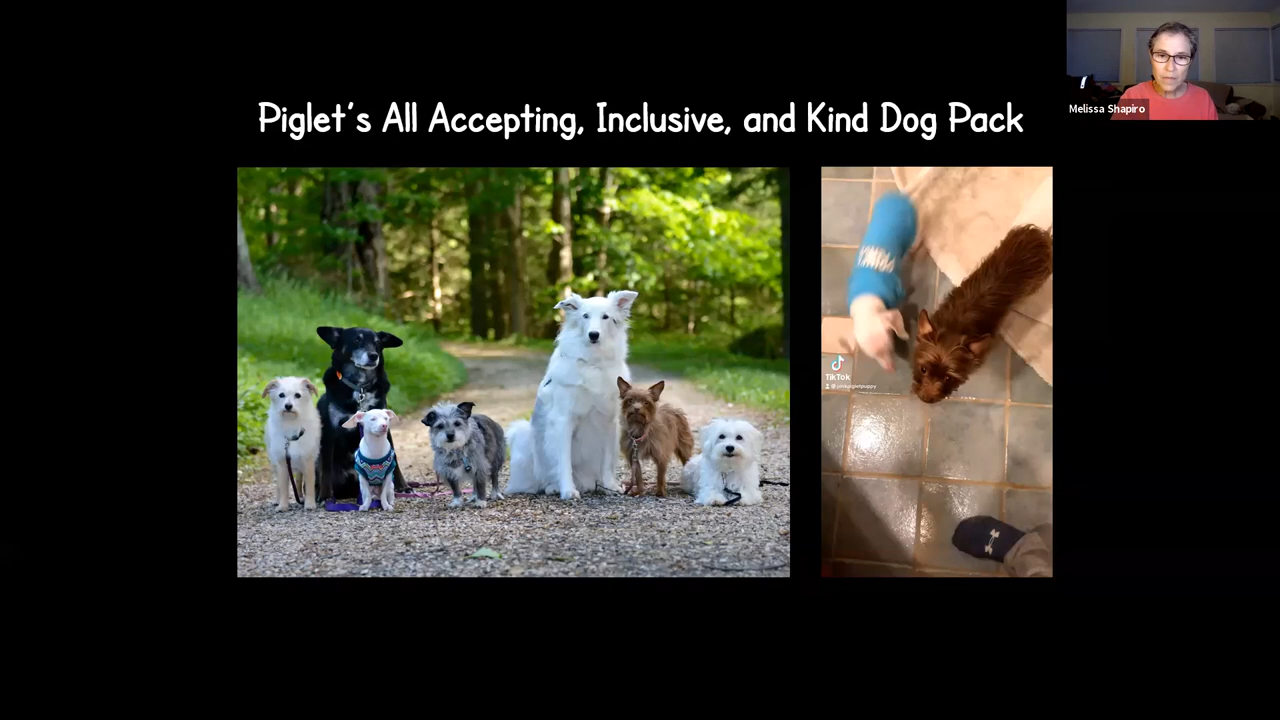 Piglet's All Accepting, Inclusive, and Kind Dog Pack
Melissa Shapiro
TikTok